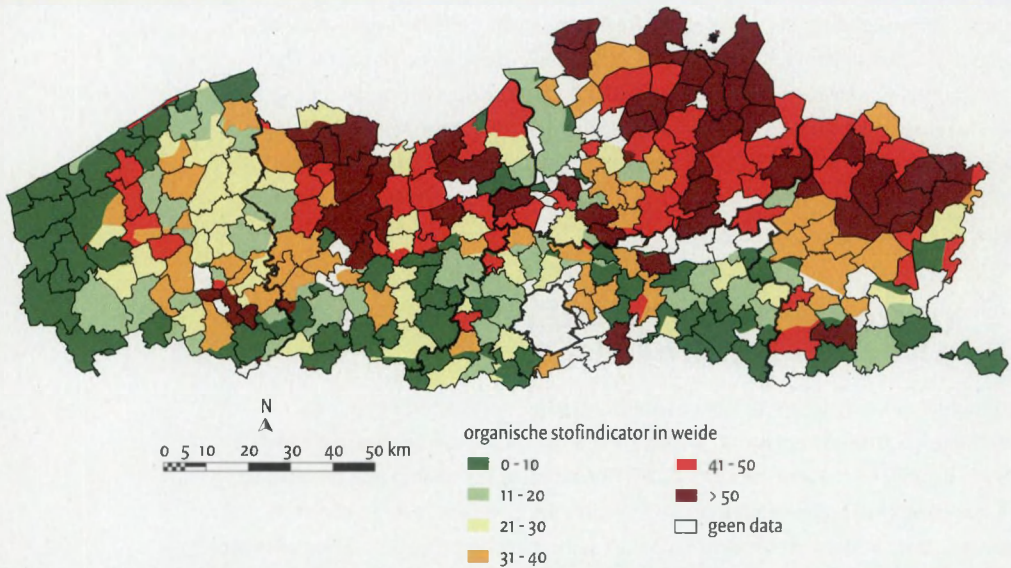 N
0 5 10 20 30 40 50 km
organische stofindicator in weide
0 - 10
11 - 20
21 - 30
31 - 40
41 - 50
> 50
geen data